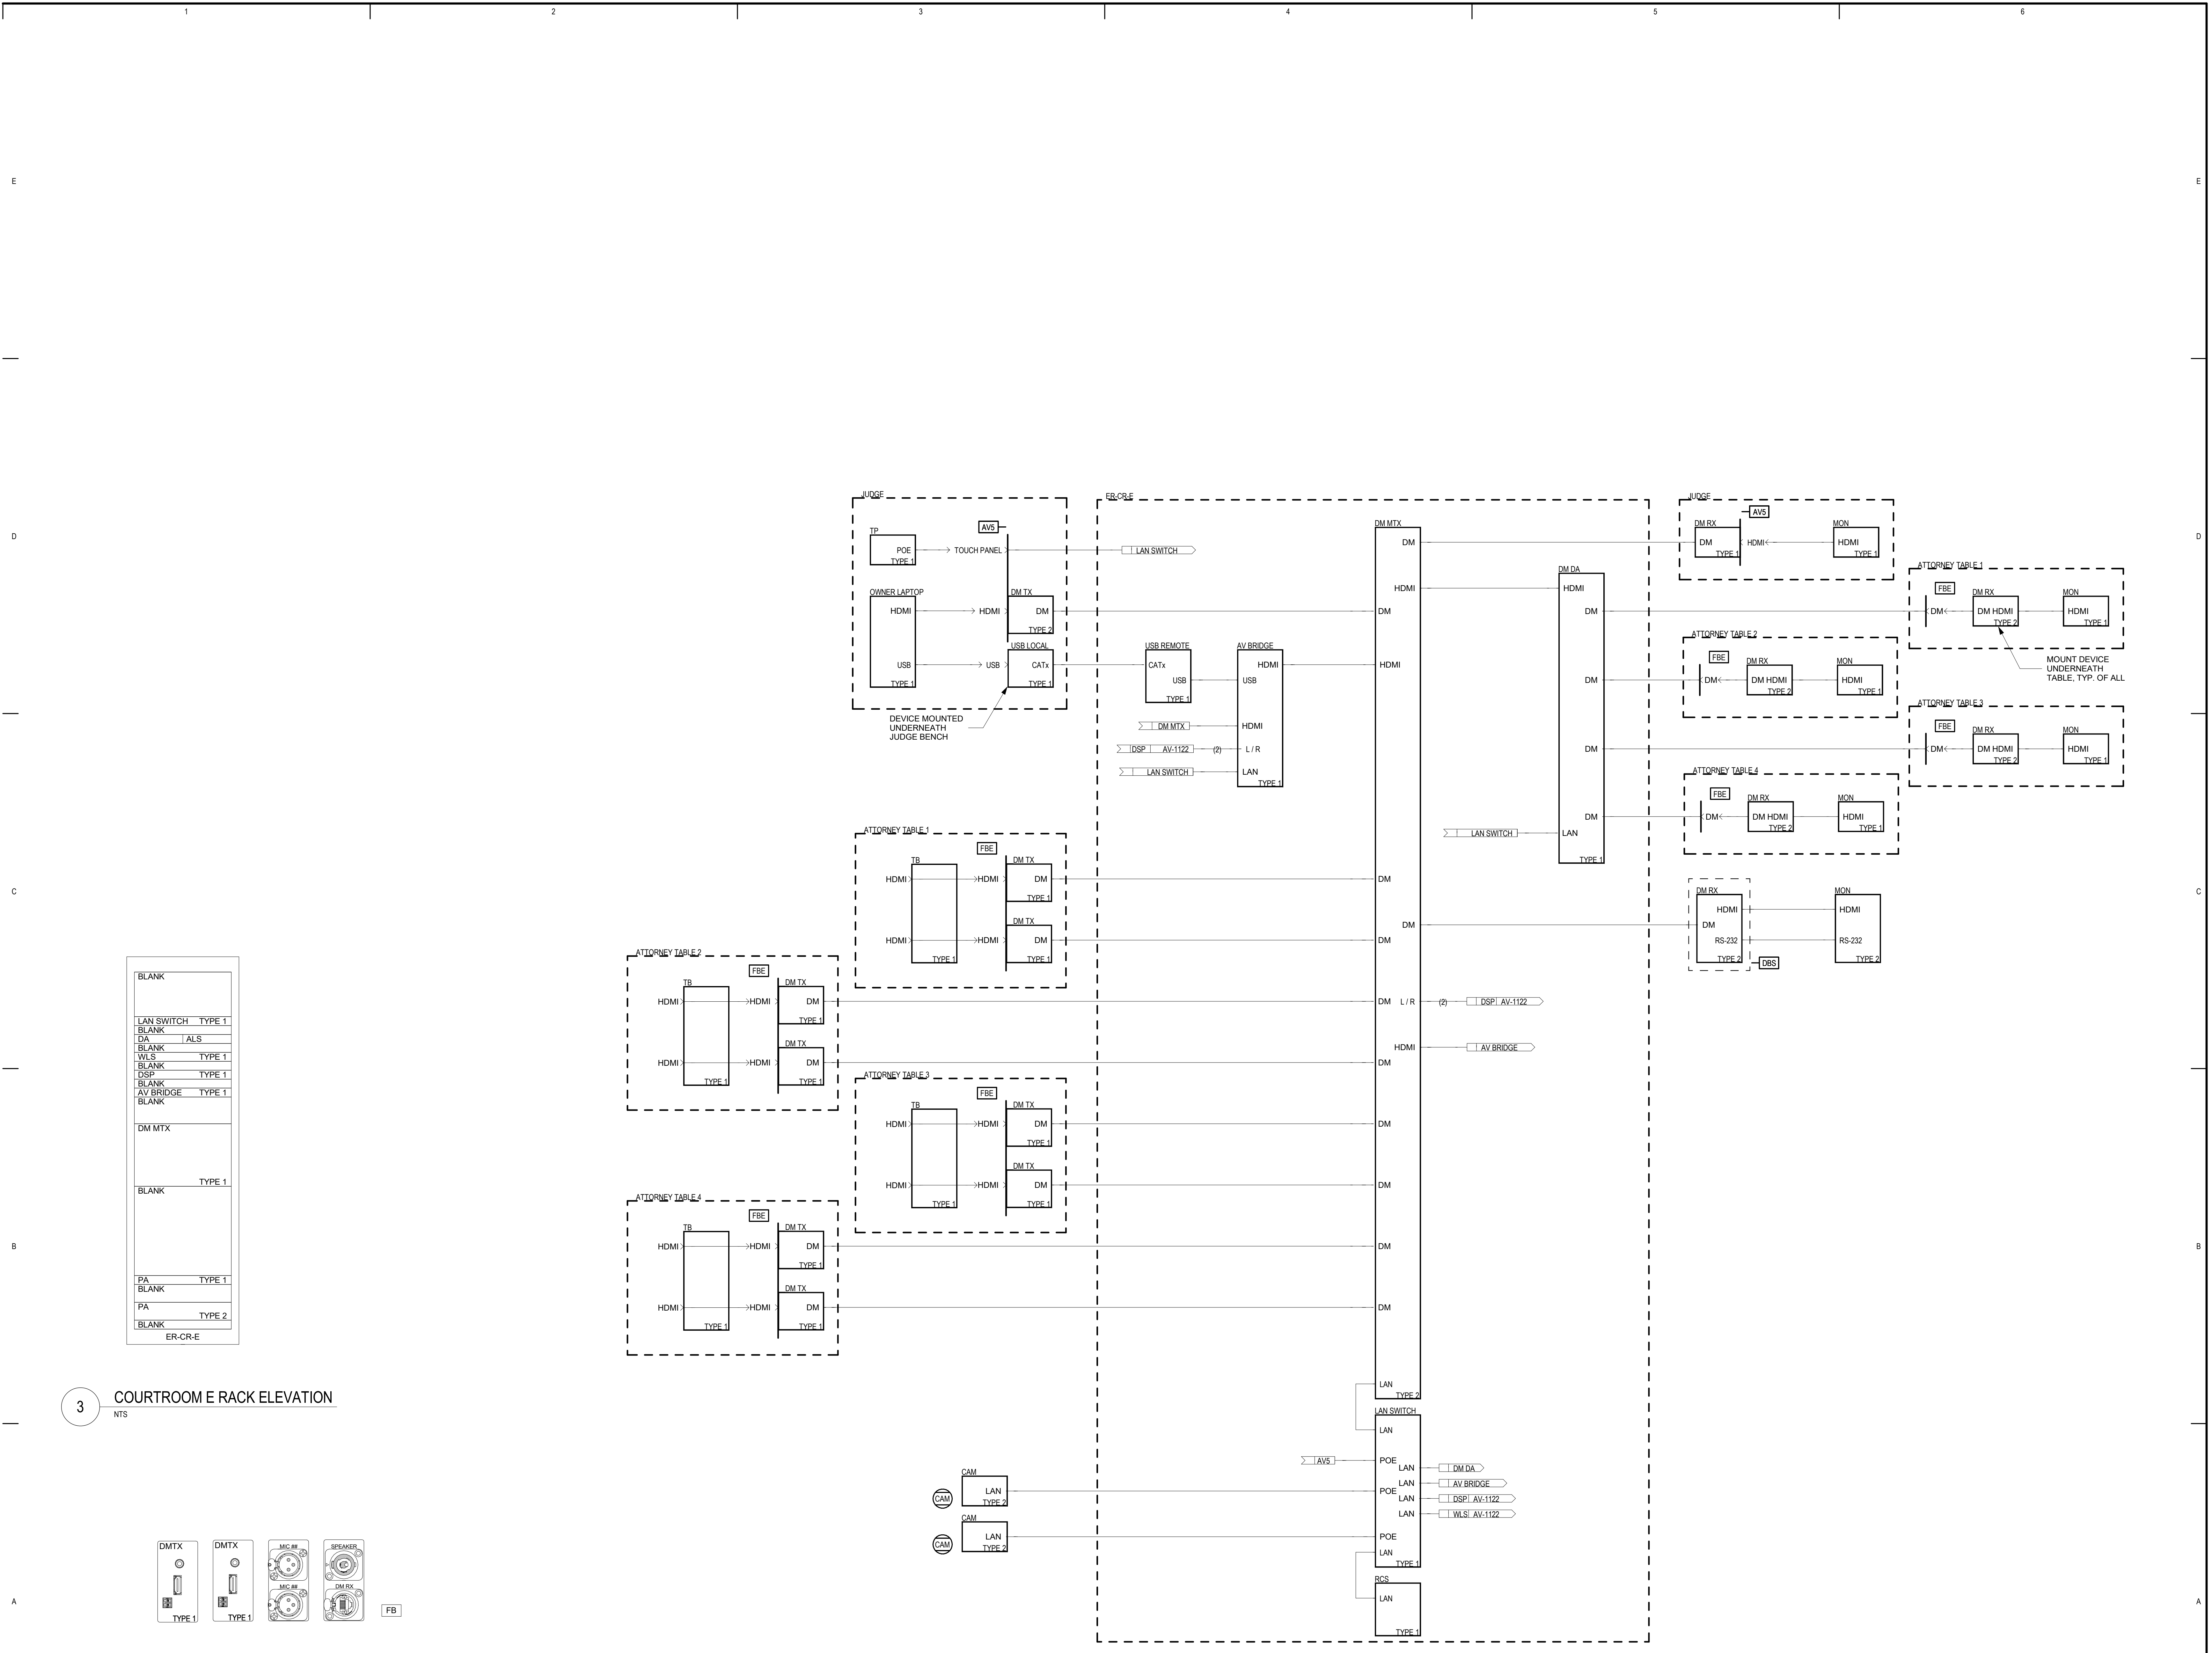 1 2 3 4 5 6
E E
D D
C C
B B
A A
BLANK
LAN SWITCH TYPE 1
BLANK
DA ALS
BLANK
WLS TYPE 1
BLANK
DSP TYPE 1
BLANK
AV BRIDGE TYPE 1
BLANK
DM MTX
TYPE 1
BLANK
PA TYPE 1
BLANK
PA
TYPE 2
BLANK
ER-CR-E
3
COURTROOM E RACK ELEVATION
NTS
DMTX
TYPE 1
DMTX
TYPE 1
MIC ##
MIC ##
SPEAKER
DM RX
FB
JUDGE
TP
POE
TYPE 1
TOUCH PANEL
AV5
OWNER LAPTOP
HDMI
USB
TYPE 1
HDMI
DM TX
DM
TYPE 2
USB
USB LOCAL
CATx
TYPE 1
DEVICE MOUNTED
UNDERNEATH
JUDGE BENCH
ATTORNEY TABLE 1
FBE
TB
HDMI
HDMI
TYPE 1
HDMI
HDMI
DM TX
DM
TYPE 1
DM TX
DM
TYPE 1
ATTORNEY TABLE 2
FBE
TB
HDMI
HDMI
TYPE 1
HDMI
HDMI
DM TX
DM
TYPE 1
DM TX
DM
TYPE 1
ATTORNEY TABLE 3
FBE
TB
HDMI
HDMI
TYPE 1
HDMI
HDMI
DM TX
DM
TYPE 1
DM TX
DM
TYPE 1
ATTORNEY TABLE 4
FBE
TB
HDMI
HDMI
TYPE 1
HDMI
HDMI
DM TX
DM
TYPE 1
DM TX
DM
TYPE 1
CAM
CAM
LAN
TYPE 2
CAM
CAM
LAN
TYPE 2
ER-CR-E
LAN SWITCH
USB REMOTE
CATx
USB
TYPE 1
AV BRIDGE
HDMI
USB
HDMI
L / R
LAN
TYPE 1
DM MTX
DSP AV-1122 (2)
LAN SWITCH
DM MTX
DM
HDMI
DM
HDMI
DM
DM
DM
DM L / R
HDMI
DM
DM
DM
DM
DM
LAN
TYPE 2
(2) DSP AV-1122
AV BRIDGE
DM DA
HDMI
DM
DM
DM
DM
LAN
TYPE 1
LAN SWITCH
LAN SWITCH
LAN
POE
LAN
LAN
POE
LAN
LAN
POE
LAN
TYPE 1
AV5
DM DA
AV BRIDGE
DSP AV-1122
WLS AV-1122
RCS
LAN
TYPE 1
JUDGE
AV5
DM RX
DM
TYPE 1
HDMI
MON
HDMI
TYPE 1
ATTORNEY TABLE 1
FBE
DM
DM RX
DM HDMI
TYPE 2
MON
HDMI
TYPE 1
MOUNT DEVICE
UNDERNEATH
TABLE, TYP. OF ALL
ATTORNEY TABLE 2
FBE
DM
DM RX
DM HDMI
TYPE 2
MON
HDMI
TYPE 1
ATTORNEY TABLE 3
FBE
DM
DM RX
DM HDMI
TYPE 2
MON
HDMI
TYPE 1
ATTORNEY TABLE 4
FBE
DM
DM RX
DM HDMI
TYPE 2
MON
HDMI
TYPE 1
DM RX
HDMI
DM
RS-232
TYPE 2
DBS
MON
HDMI
RS-232
TYPE 2